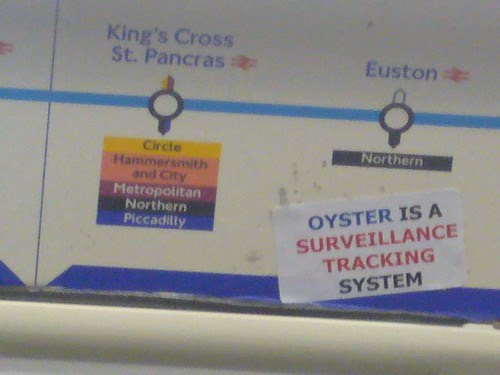 King's Cross
St. Pancras
Circle
Hammersmith
and City
Metropolitan
Northern
Piccadilly
Euston
Northern
OYSTER IS A
SURVEILLANCE
TRACKING
SYSTEM